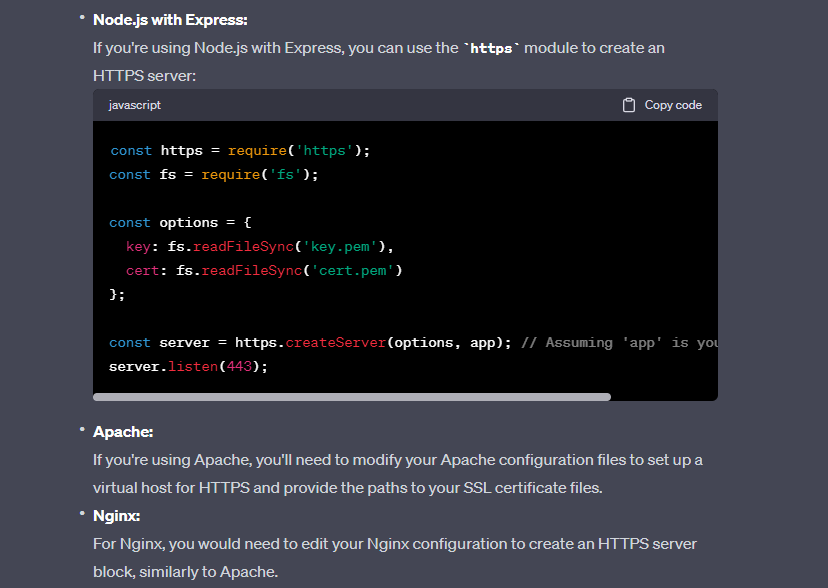 • Node.js with Express:
If you're using Node.js with Express, you can use the `https` module to create an
HTTPS server:
javascript
Copy code
const https = require('https');
const fs = require('fs');
const options = {
  key: fs.readFileSync('key.pem'),
  cert: fs.readFileSync('cert.pem')
};
const server = https.createServer(options, app); // Assuming 'app' is you
server.listen(443);
• Apache:
If you're using Apache, you'll need to modify your Apache configuration files to set up a
virtual host for HTTPS and provide the paths to your SSL certificate files.
• Nginx:
For Nginx, you would need to edit your Nginx configuration to create an HTTPS server
block, similarly to Apache.